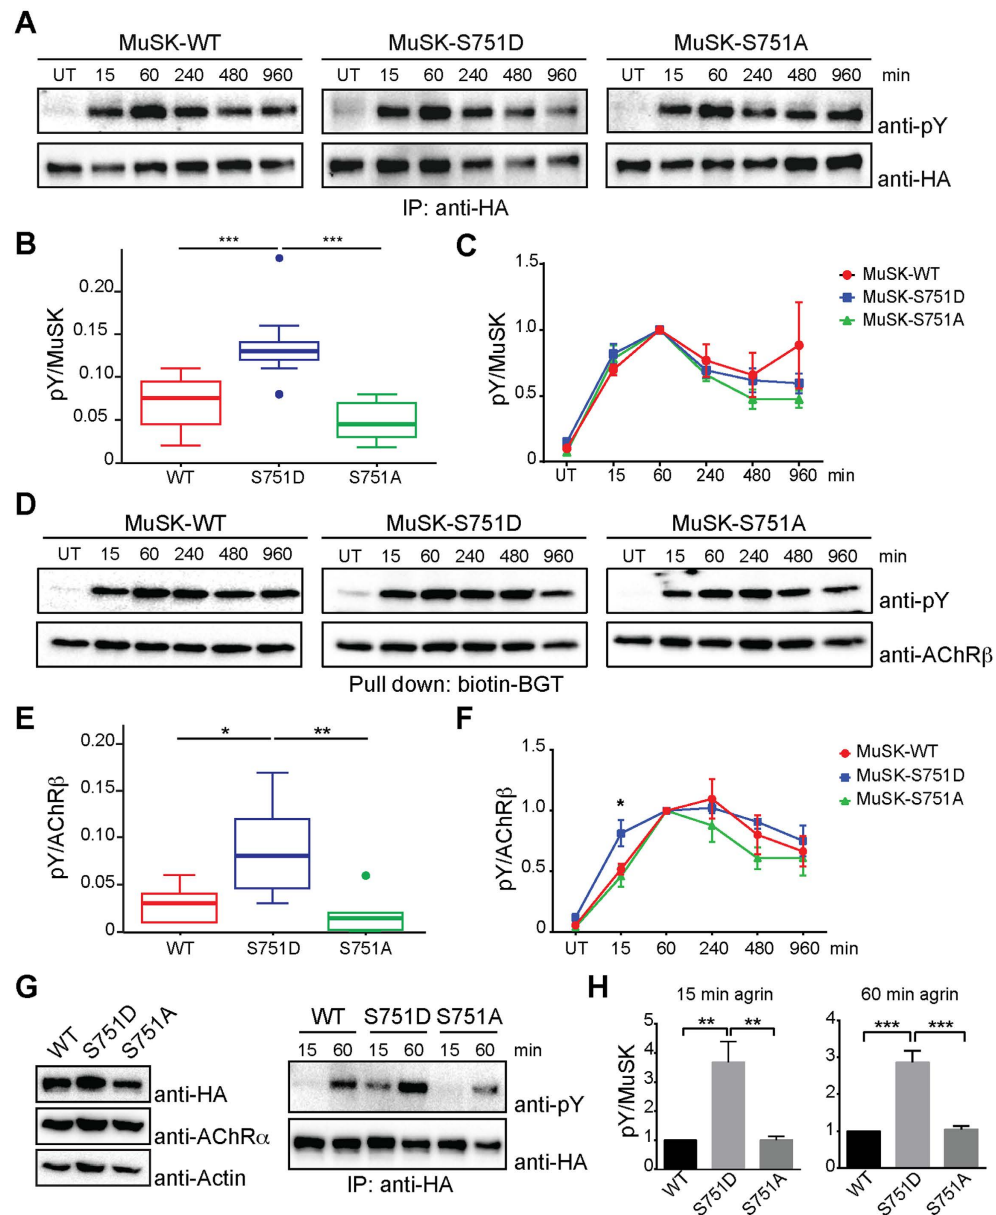 A
MuSK-WT MuSK-S751D MuSK-S751A
UT 15 60 240 480 960 UT 15 60 240 480 960 UT 15 60 240 480 960 min
anti-pY
anti-HA
IP: anti-HA
B
*** ***
pY/MuSK
0.20
0.15
0.10
0.05
0
WT S751D S751A
C
MuSK-WT
MuSK-S751D
MuSK-S751A
pY/MuSK
1.5
1.0
0.5
0
UT 15 60 240 480 960 min
D
MuSK-WT MuSK-S751D MuSK-S751A
UT 15 60 240 480 960 UT 15 60 240 480 960 UT 15 60 240 480 960 min
anti-pY
anti-AChRβ
Pull down: biotin-BGT
E
* **
pY/AChRβ
0.20
0.15
0.10
0.05
0
WT S751D S751A
F
MuSK-WT
MuSK-S751D
MuSK-S751A
pY/AChRβ
1.5
1.0
0.5
0
*
UT 15 60 240 480 960 min
G
WT S751D S751A
anti-HA
anti-AChRα
anti-Actin
WT S751D S751A
15 60 15 60 15 60 min
anti-pY
anti-HA
IP: anti-HA
H
15 min agrin
** **
pY/MuSK
5
4
3
2
1
0
WT S751D S751A
60 min agrin
*** ***
4
3
2
1
0
WT S751D S751A